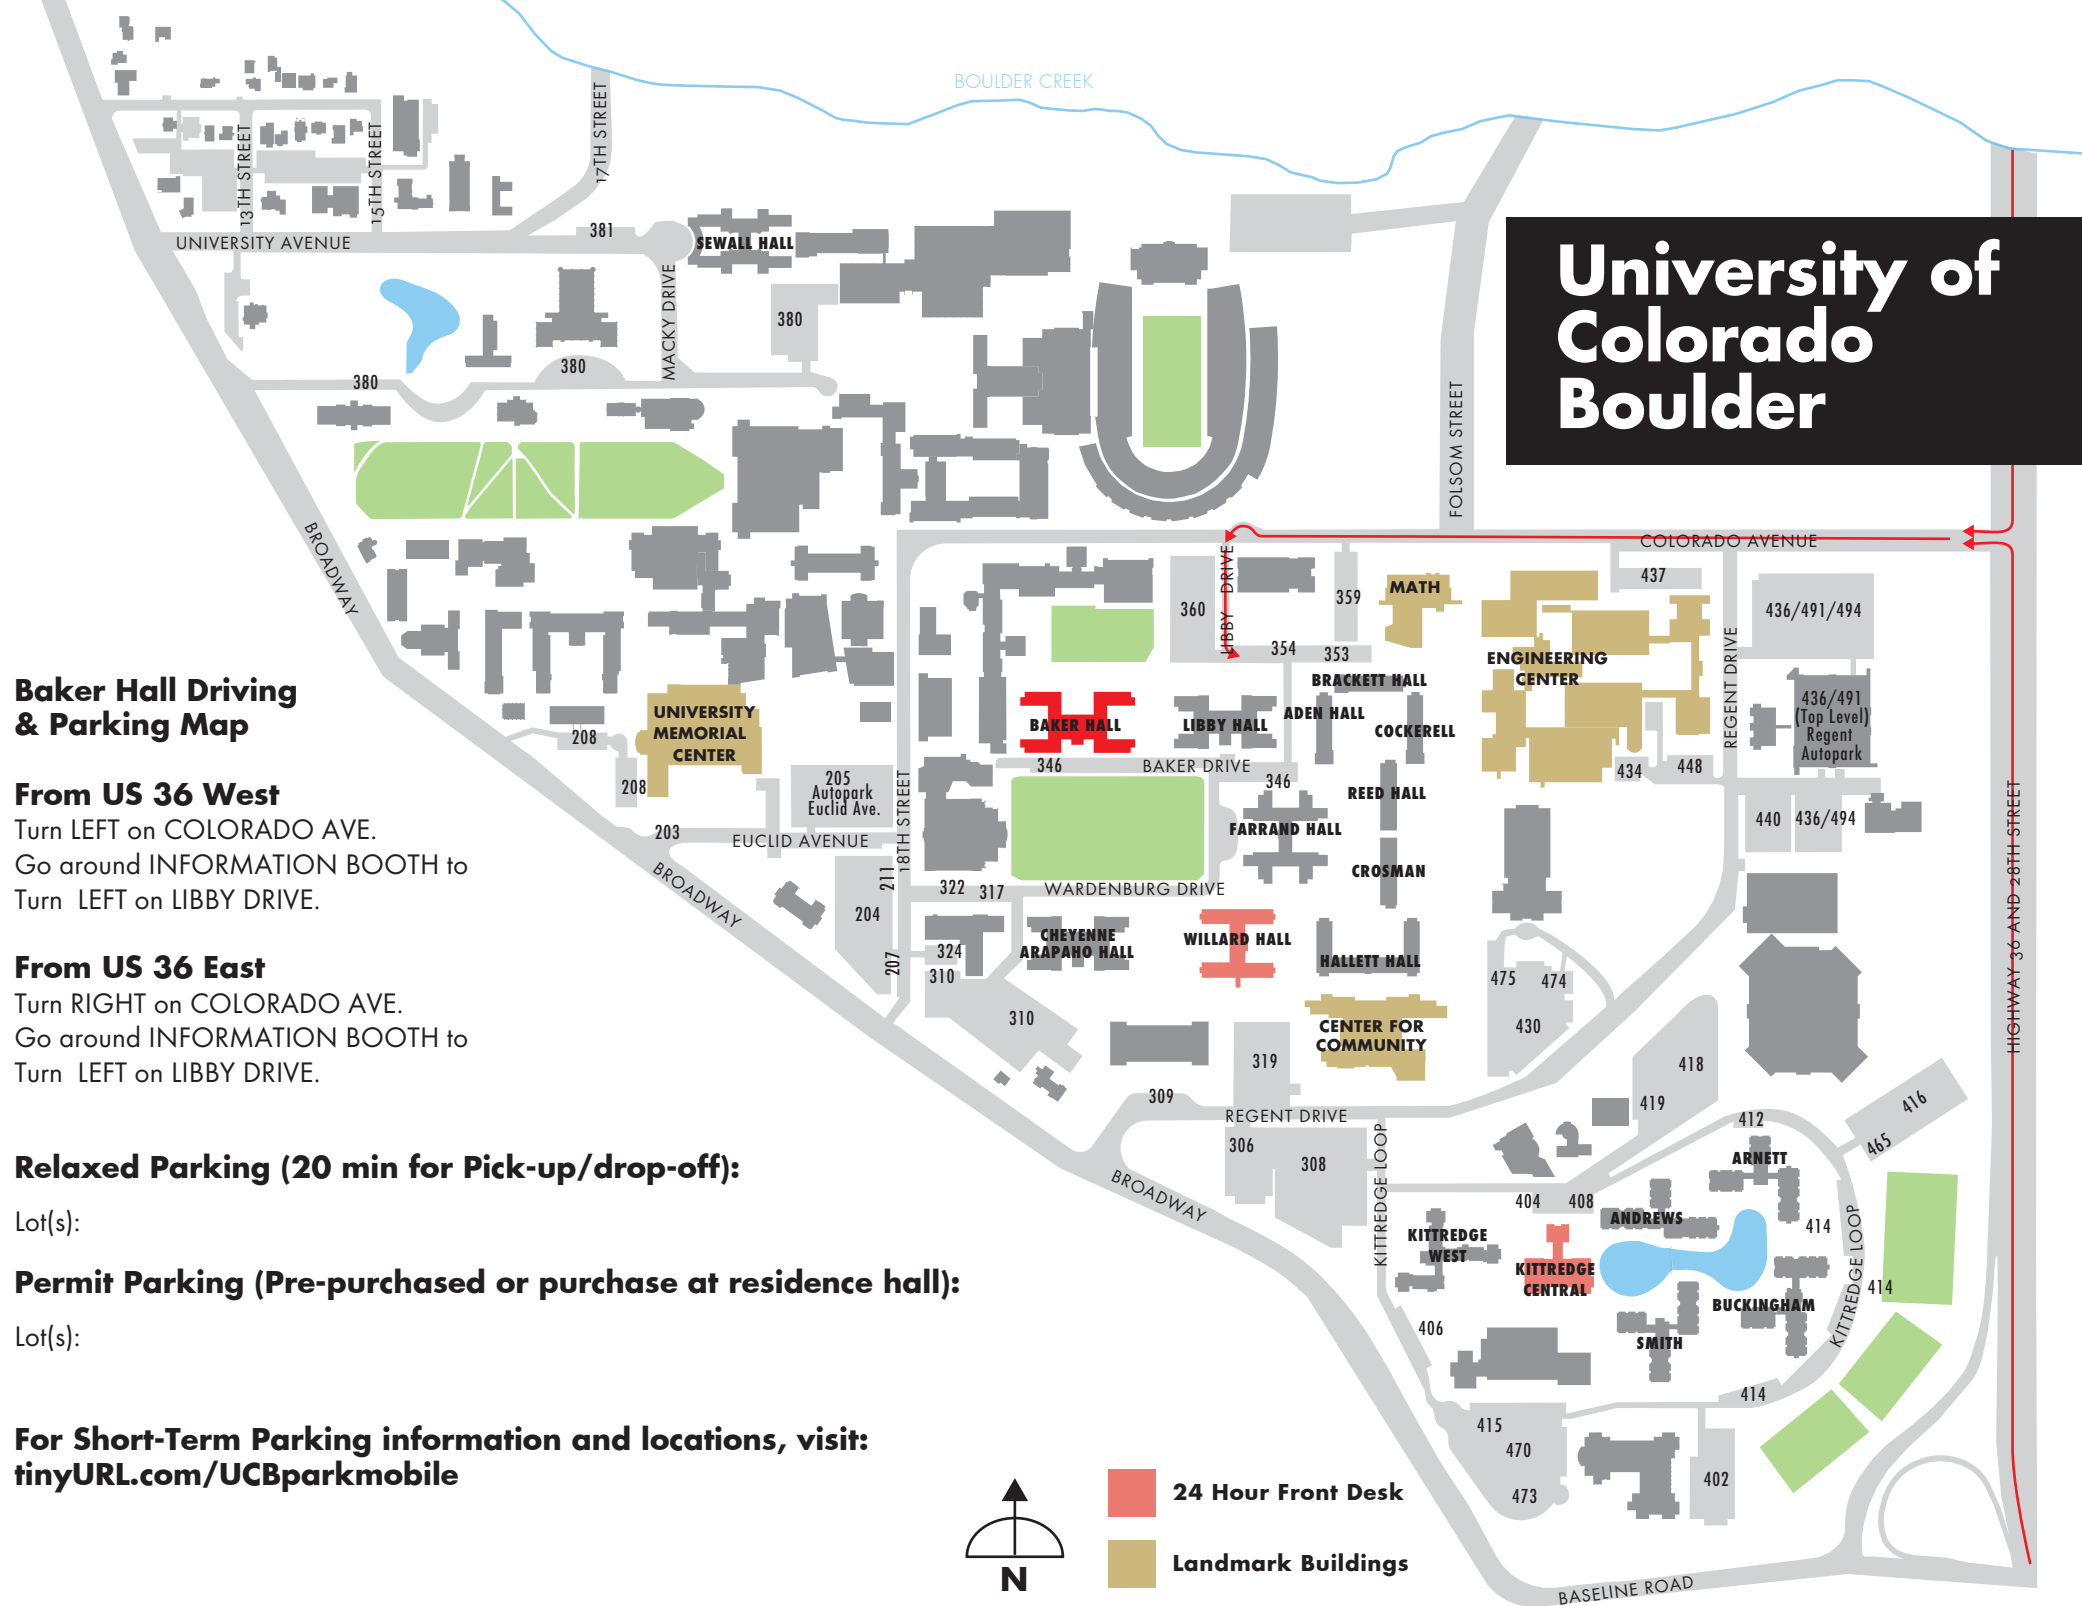 BOULDER CREEK
17TH STREET
13TH STREET
15TH STREET
UNIVERSITY AVENUE
381
SEWALL HALL
MACKY DRIVE
380
380
380
University of
Colorado
Boulder
FOLSOM STREET
BROADWAY
COLORADO AVENUE
LIBBY DRIVE
437
MATH
359
360
436/491/494
354
353
ENGINEERING
CENTER
REGENT DRIVE
BRACKETT HALL
ADEN HALL
COCKERELL
436/491
(Top Level)
Regent
Autopark
BAKER HALL
LIBBY HALL
UNIVERSITY
MEMORIAL
CENTER
208
208
346
BAKER DRIVE
346
434
448
205
Autopark
Euclid Ave.
18TH STREET
REED HALL
HIGHWAY 36 AND 28TH STREET
203
EUCLID AVENUE
FARRAND HALL
440
436/494
CROSMAN
BROADWAY
211
322
317
WARDENBURG DRIVE
204
207
324
310
310
CHEYENNE
ARAPAHO HALL
WILLARD HALL
HALLETT HALL
475
474
430
CENTER FOR
COMMUNITY
319
418
419
309
REGENT DRIVE
412
416
465
306
308
KITTREDGE LOOP
ARNETT
BROADWAY
404
408
ANDREWS
414
KITTREDGE LOOP
KITTREDGE
WEST
KITTREDGE
CENTRAL
414
BUCKINGHAM
406
SMITH
414
415
470
473
402
BASELINE ROAD
Baker Hall Driving
& Parking Map
From US 36 West
Turn LEFT on COLORADO AVE.
Go around INFORMATION BOOTH to
Turn LEFT on LIBBY DRIVE.
From US 36 East
Turn RIGHT on COLORADO AVE.
Go around INFORMATION BOOTH to
Turn LEFT on LIBBY DRIVE.
Relaxed Parking (20 min for Pick-up/drop-off):
Lot(s):
Permit Parking (Pre-purchased or purchase at residence hall):
Lot(s):
For Short-Term Parking information and locations, visit:
tinyURL.com/UCBparkmobile
N
24 Hour Front Desk
Landmark Buildings